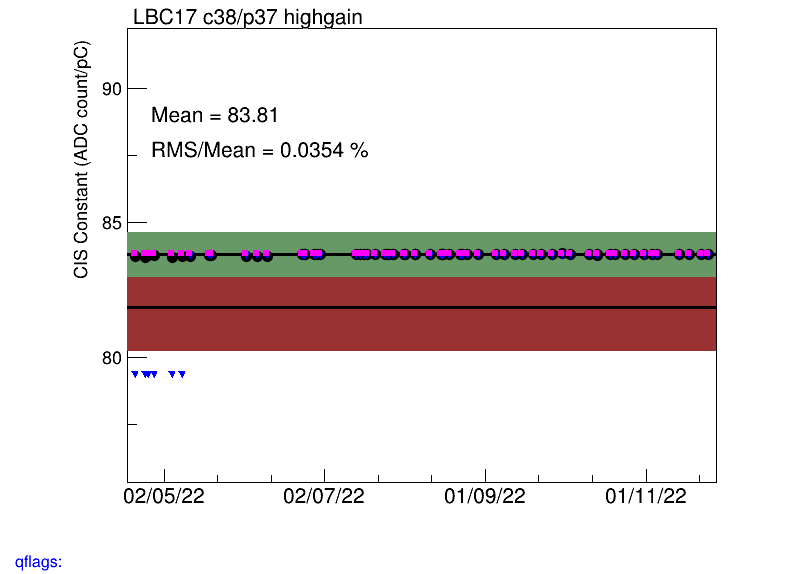 LBC17 c38/p37 highgain
CIS Constant (ADC count/pC)
90
85
80
Mean = 83.81
RMS/Mean = 0.0354 %
02/05/22
02/07/22
01/09/22
01/11/22
qflags: